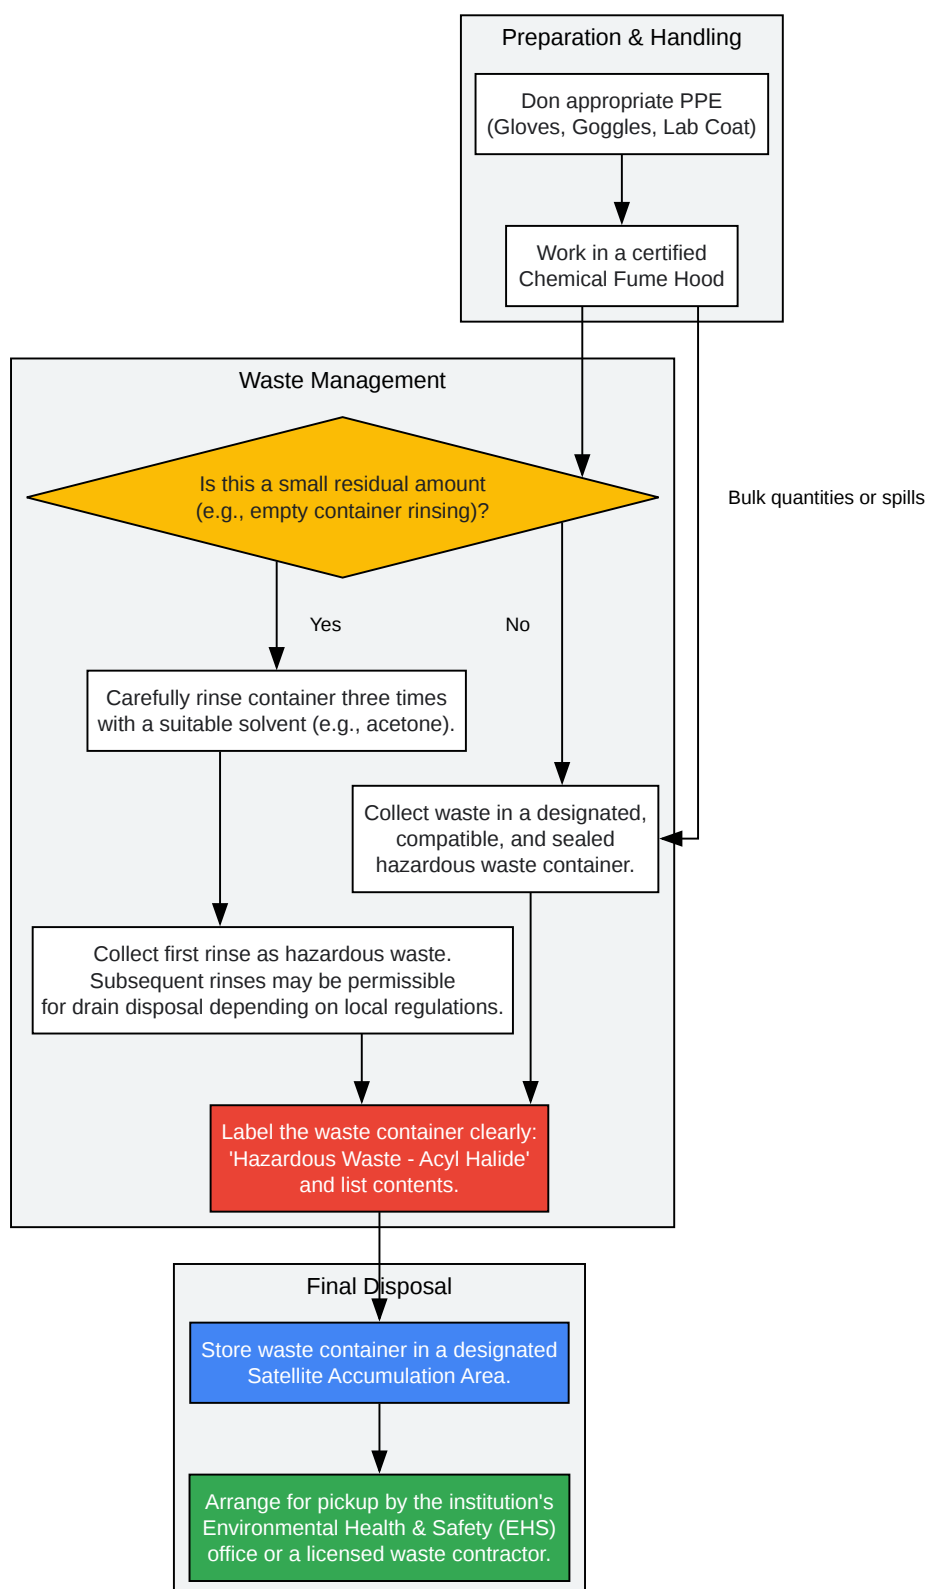 Preparation & Handling
Don appropriate PPE
(Gloves, Goggles, Lab Coat)
Work in a certified
Chemical Fume Hood
Waste Management
Is this a small residual amount
(e.g., empty container rinsing)?
Bulk quantities or spills
Yes
No
Carefully rinse container three times
with a suitable solvent (e.g., acetone).
Collect waste in a designated,
compatible, and sealed
hazardous waste container.
Collect first rinse as hazardous waste.
Subsequent rinses may be permissible
for drain disposal depending on local regulations.
Label the waste container clearly:
'Hazardous Waste - Acyl Halide'
and list contents.
Final Disposal
Store waste container in a designated
Satellite Accumulation Area.
Arrange for pickup by the institution's
Environmental Health & Safety (EHS)
office or a licensed waste contractor.